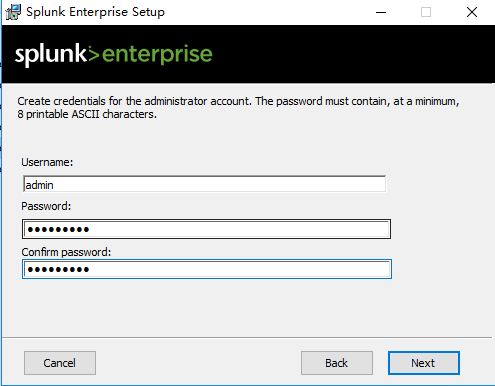 Splunk Enterprise Setup
splunk>enterprise
Create credentials for the administrator account. The password must contain, at a minimum,
8 printable ASCII characters.
Username:
admin
Password:
●●●●●●●●●
Confirm password:
●●●●●●●●●
Cancel
Back
Next